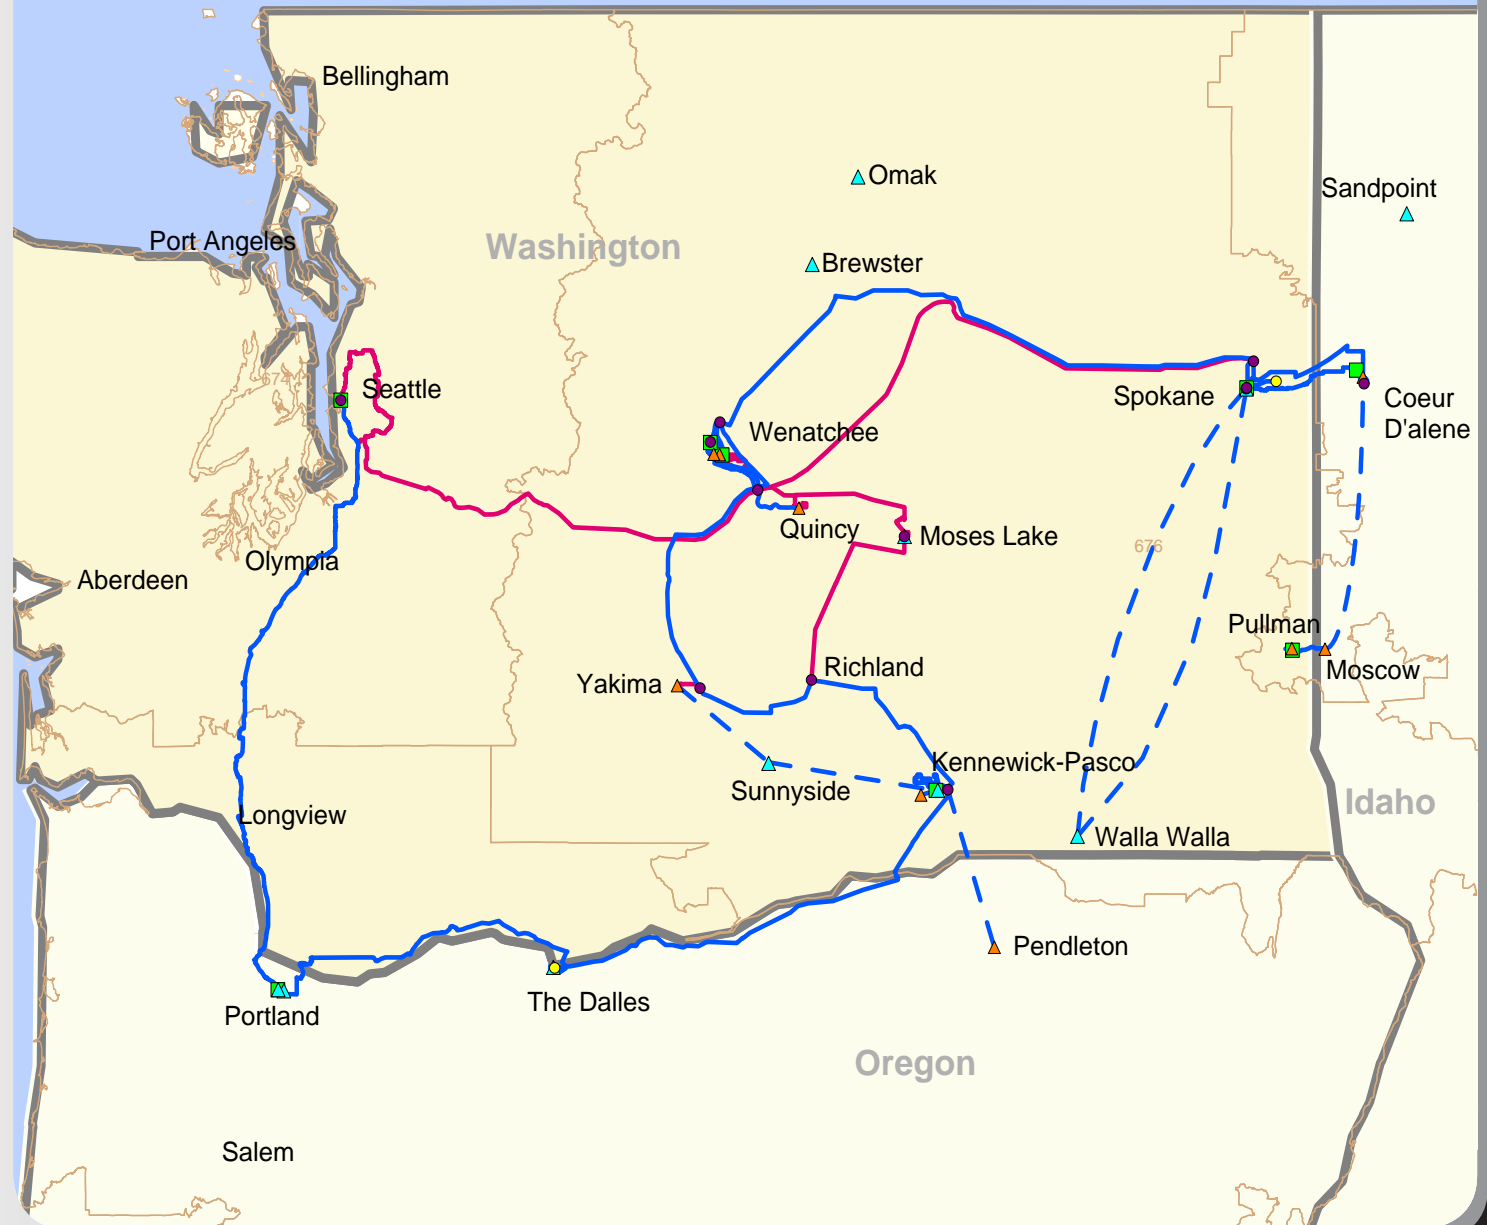 Bellingham
Omak
Sandpoint
Port Angeles
Washington
Brewster
674
Seattle
Spokane
Coeur
D'alene
Wenatchee
Quincy
Moses Lake
676
Olympia
Aberdeen
Pullman
Moscow
Richland
Yakima
Kennewick-Pasco
Sunnyside
Idaho
Longview
Walla Walla
Pendleton
The Dalles
Portland
Oregon
Salem